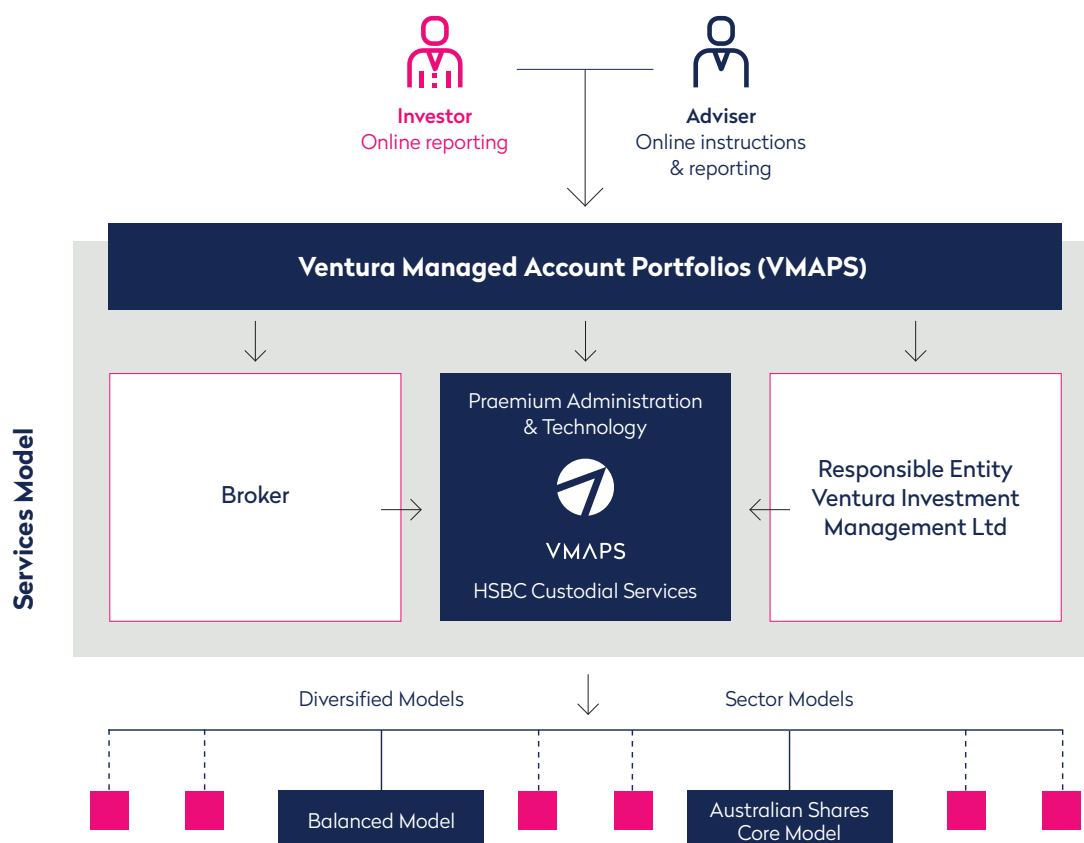 Investor
Online reporting
Adviser
Online instructions
& reporting
Ventura Managed Account Portfolios (VMAPS)
Services Model
Broker
Praemium Administration
& Technology
VMAPS
HSBC Custodial Services
Responsible Entity
Ventura Investment
Management Ltd
Diversified Models
Sector Models
Balanced Model
Australian Shares
Core Model